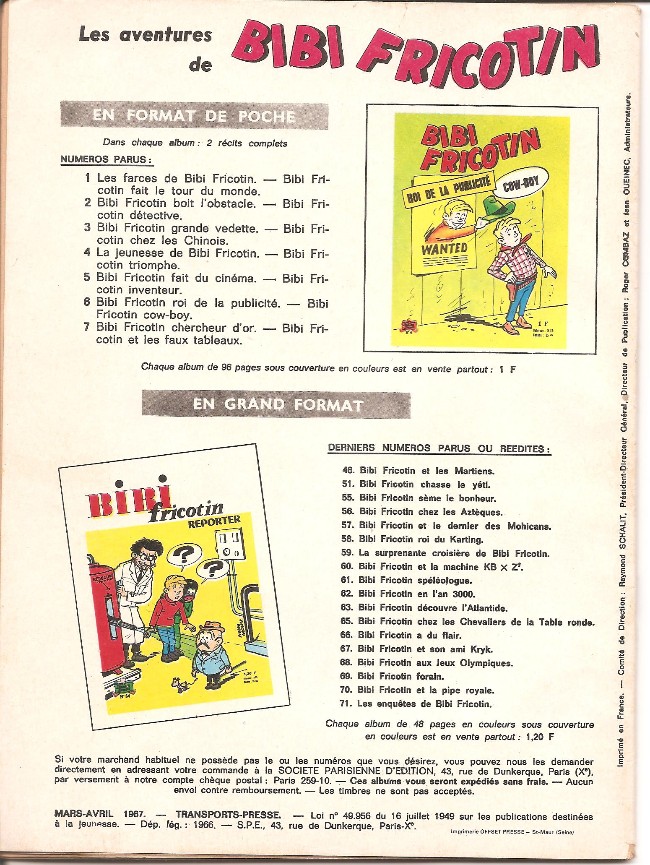 Les aventures
de
BIBI FRICOTIN
EN FORMAT DE POCHE
Dans chaque album : 2 récits complets
NUMEROS PARUS :
1 Les farces de Bibi Fricotin. — Bibi Fri-
cotin fait le tour du monde.
2 Bibi Fricotin boit l'obstacle. — Bibi Fri-
cotin détective.
3 Bibi Fricotin grande vedette. — Bibi Fri-
cotin chez les Chinois.
4 La jeunesse de Bibi Fricotin. — Bibi Fri-
cotin triomphe.
5 Bibi Fricotin fait du cinéma. — Bibi Fri-
cotin inventeur.
6 Bibi Fricotin roi de la publicité. — Bibi
Fricotin cow-boy.
7 Bibi Fricotin chercheur d'or. — Bibi Fri-
cotin et les faux tableaux.
BIBI
FRICOTIN
ROI DE LA PUBLICITÉ
COW-BOY
WANTED
1 F
Chaque album de 96 pages sous couverture en couleurs est en vente partout : 1 F
EN GRAND FORMAT
BIBI
fricotin
REPORTER
?
?
1,20 F
DERNIERS NUMEROS PARUS OU REEDITES :
48. Bibi Fricotin et les Martiens.
51. Bibi Fricotin chasse le yéti.
55. Bibi Fricotin sème le bonheur.
56. Bibi Fricotin chez les Aztèques.
57. Bibi Fricotin et le dernier des Mohicans.
58. Bibi Fricotin roi du Karting.
59. La surprenante croisière de Bibi Fricotin.
60. Bibi Fricotin et la machine KB × Z².
61. Bibi Fricotin spéléologue.
62. Bibi Fricotin en l'an 3000.
63. Bibi Fricotin découvre l'Atlantide.
65. Bibi Fricotin chez les Chevaliers de la Table ronde.
66. Bibi Fricotin a du flair.
67. Bibi Fricotin et son ami Kryk.
68. Bibi Fricotin aux Jeux Olympiques.
69. Bibi Fricotin forain.
70. Bibi Fricotin et la pipe royale.
71. Les enquêtes de Bibi Fricotin.
Chaque album de 48 pages en couleurs sous couverture
en couleurs est en vente partout : 1,20 F
Si votre marchand habituel ne possède pas le ou les numéros que vous désirez, vous pouvez nous les demander
directement en adressant votre commande à la SOCIETE PARISIENNE D'EDITION, 43, rue de Dunkerque, Paris (Xᵉ),
par versement à notre compte chèque postal : Paris 259-10. — Ces albums vous seront expédiés sans frais. — Aucun
envoi contre remboursement. — Les timbres ne sont pas acceptés.
MARS-AVRIL 1967. — TRANSPORTS-PRESSE. — Loi n° 49.956 du 16 juillet 1949 sur les publications destinées
à la jeunesse. — Dép. lég. : 1966. — S.P.E., 43, rue de Dunkerque, Paris-Xᵉ.
Imprimerie OFFSET PRESSE - St-Maur (Seine)
Imprimé en France. — Comité de Direction : Raymond SCHALIT, Président-Directeur Général, Directeur de Publication : Roger COMBAZ et Jean QUEINEC, Administrateurs.